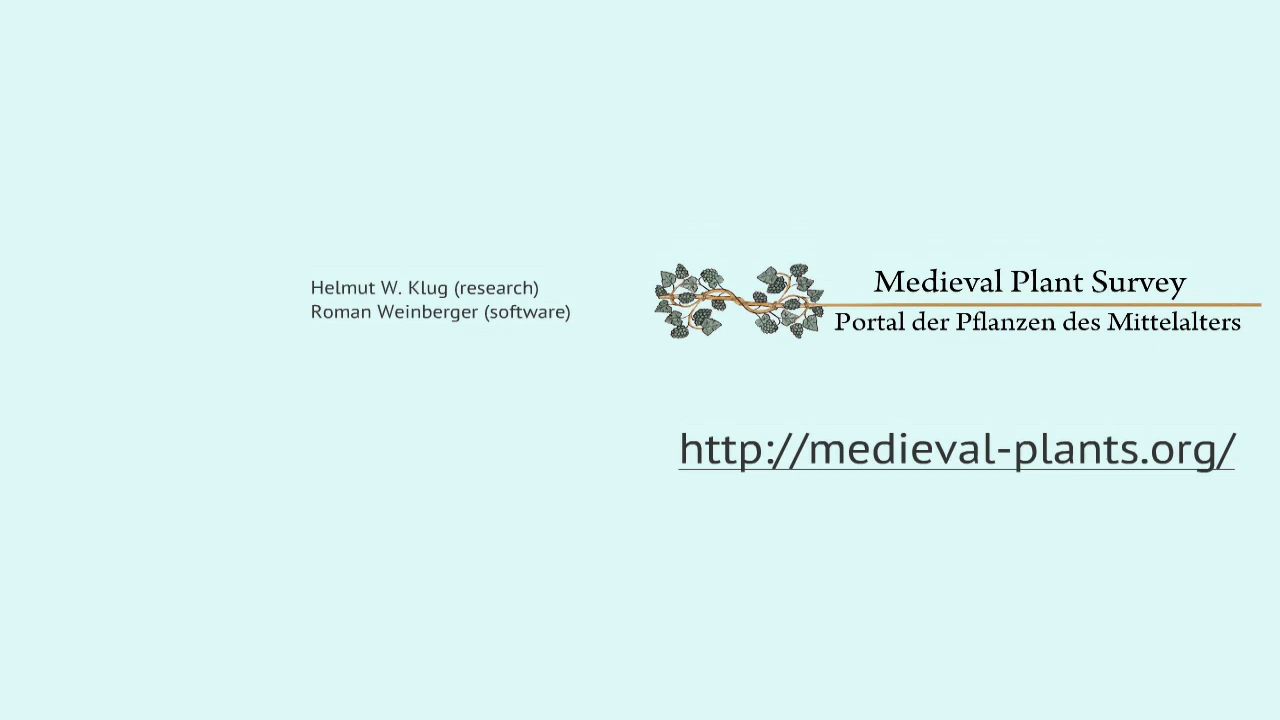 Helmut W. Klug (research)
Roman Weinberger (software)
Medieval Plant Survey
Portal der Pflanzen des Mittelalters
http://medieval-plants.org/